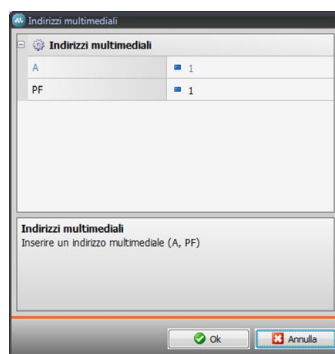 Indirizzi multimediali
Indirizzi multimediali
A 1
PF 1
Indirizzi multimediali
Inserire un indirizzo multimediale (A, PF)
Ok Annulla